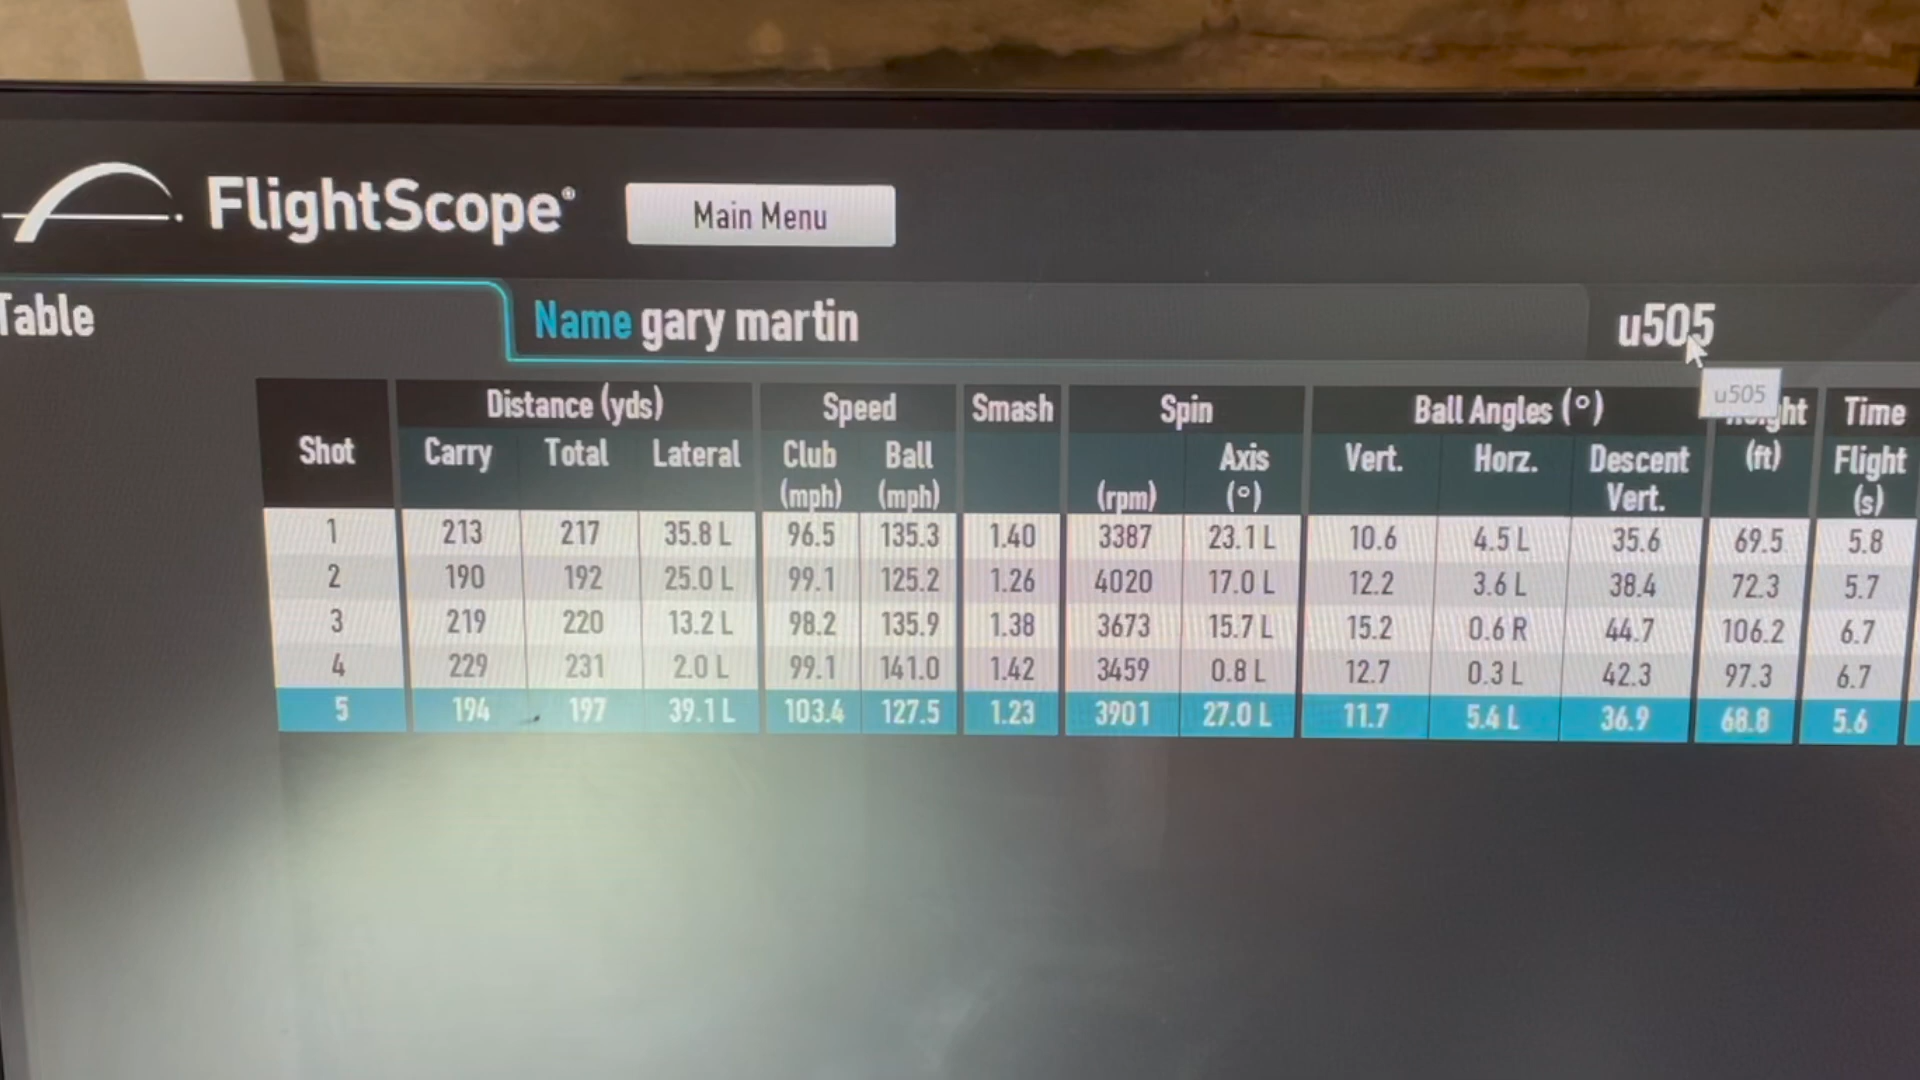 FlightScope®
Main Menu
Table
Name gary martin
u505
u505
Distance (yds) Speed Smash Spin Ball Angles (°) Time
Shot Carry Total Lateral Club Ball Axis Vert. Horz. Descent (ft) Flight
(mph) (mph) (rpm) (°) Vert. (s)
1 213 217 35.8 L 96.5 135.3 1.40 3387 23.1 L 10.6 4.5 L 35.6 69.5 5.8
2 190 192 25.0 L 99.1 125.2 1.26 4020 17.0 L 12.2 3.6 L 38.4 72.3 5.7
3 219 220 13.2 L 98.2 135.9 1.38 3673 15.7 L 15.2 0.6 R 44.7 106.2 6.7
4 229 231 2.0 L 99.1 141.0 1.42 3459 0.8 L 12.7 0.3 L 42.3 97.3 6.7
5 194 197 39.1 L 103.4 127.5 1.23 3901 27.0 L 11.7 5.4 L 36.9 68.8 5.6